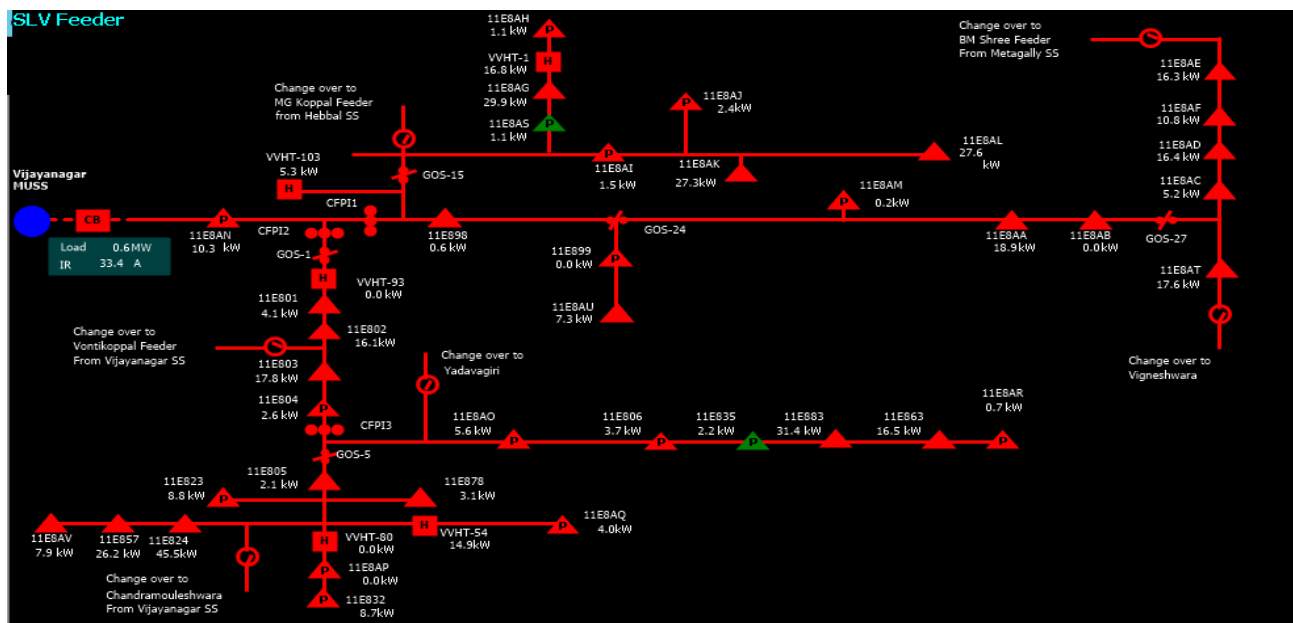 SLV Feeder
11E8AH
1.1 kW
VVHT-1
16.8 kW
H
P
11E8AG
29.9 kW
11E8AS
1.1 kW
P
Change over to
MG Koppal Feeder
from Hebbal SS
Change over to
BM Shree Feeder
From Metagally SS
11E8AE
16.3 kW
11E8AF
10.8 kW
11E8AD
16.4 kW
11E8AC
5.2 kW
P
11E8AJ
2.4kW
11E8AL
27.6
kW
P
11E8AI
1.5 kW
11E8AK
27.3kW
VVHT-103
5.3 kW
H
GOS-15
Vijayanagar
MUSS
CB
Load 0.6MW
IR 33.4 A
P
11E8AN
10.3 kW
CFPI1
CFPI2
11E898
0.6 kW
GOS-24
P
11E8AM
0.2kW
11E8AA
18.9kW
11E8AB
0.0kW
GOS-27
GOS-1
11E899
0.0 kW
P
11E8AU
7.3 kW
11E8AT
17.6 kW
Change over to
Vigneshwara
H
VVHT-93
0.0kW
11E801
4.1 kW
11E802
16.1kW
Change over to
Vontikoppal Feeder
From Vijayanagar SS
11E803
17.8 kW
11E804
2.6 kW
P
CFPI3
Change over to
Yadavagiri
11E8AO
5.6 kW
P
11E806
3.7 kW
P
11E835
2.2 kW
P
11E883
31.4 kW
11E863
16.5 kW
11E8AR
0.7 kW
P
GOS-5
11E805
2.1 kW
11E823
8.8 kW
P
11E878
3.1kW
11E8AV
7.9 kW
11E857
26.2 kW
11E824
45.5kW
H
VVHT-54
14.9kW
P
11E8AQ
4.0kW
H
VVHT-80
0.0kW
P
11E8AP
0.0kW
P
11E832
8.7kW
Change over to
Chandramouleshwara
From Vijayanagar SS